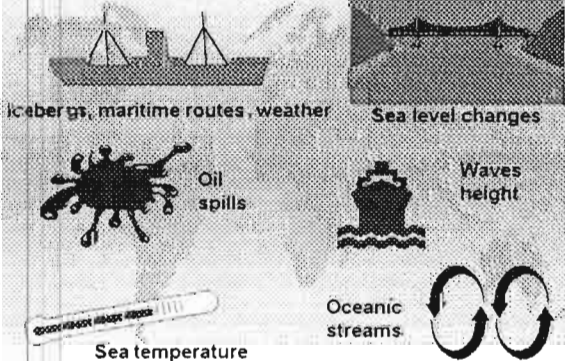 Icebergs, maritime routes, weather
Sea level changes
Oil
spills
Waves
height
Sea temperature
Oceanic
streams